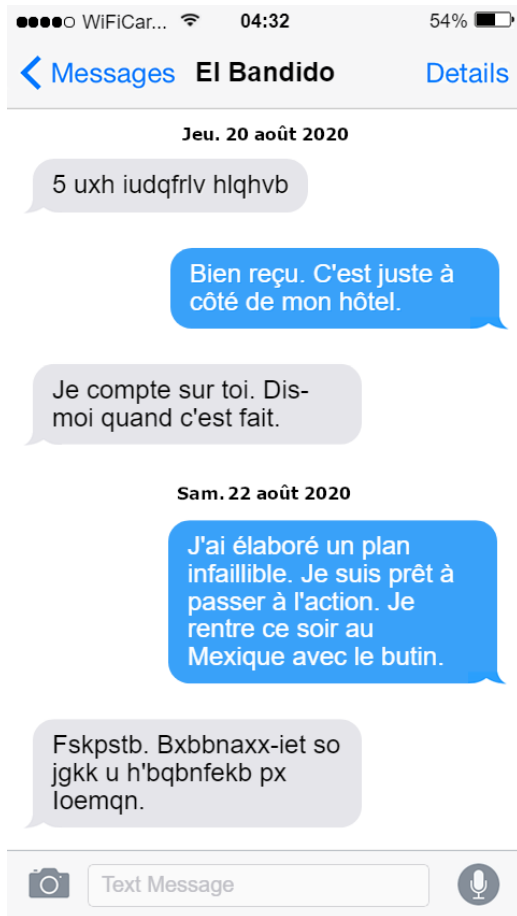 WiFiCar... 04:32 54%
Messages El Bandido Details
Jeu. 20 août 2020
5 uxh iudqfrlv hlqhvb
Bien reçu. C'est juste à
côté de mon hôtel.
Je compte sur toi. Dis-
moi quand c'est fait.
Sam. 22 août 2020
J'ai élaboré un plan
infaillible. Je suis prêt à
passer à l'action. Je
rentre ce soir au
Mexique avec le butin.
Fskpstb. Bxbbnaxx-iet so
jgkk u h'bqbnfekb px
loemqn.
Text Message